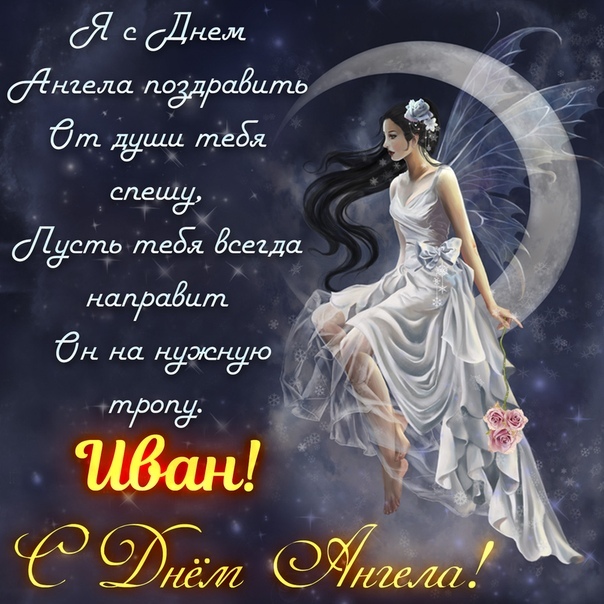 Я с Днем
Ангела поздравить
От души тебя
спешу,
Пусть тебя всегда
направит
Он на нужную
тропу.
Иван!
С Днём Ангела!